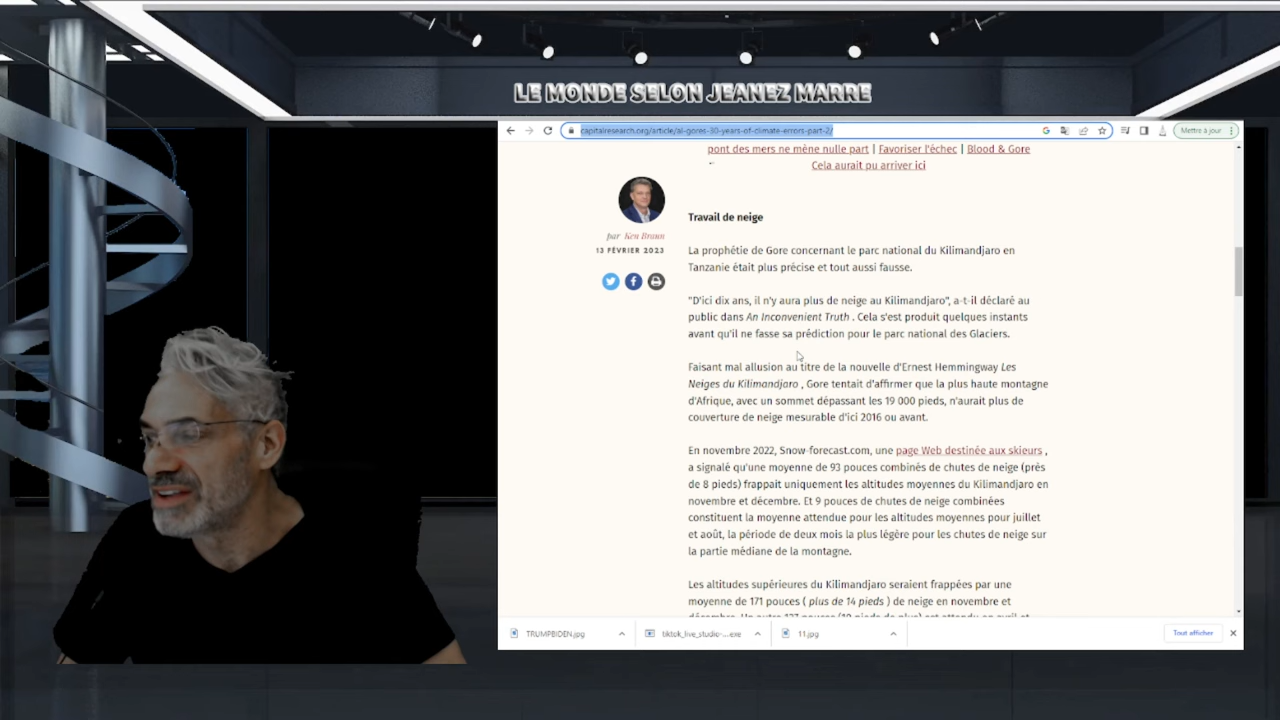 LE MONDE SELON JEANEZ MARRE
capitalresearch.org/article/al-gores-30-years-of-climate-errors-part-2/
Mettre à jour
pont des mers ne mène nulle part | Favoriser l'échec | Blood & Gore
Cela aurait pu arriver ici
par Ken Braun
13 FÉVRIER 2023
Travail de neige
La prophétie de Gore concernant le parc national du Kilimandjaro en
Tanzanie était plus précise et tout aussi fausse.
"D'ici dix ans, il n'y aura plus de neige au Kilimandjaro", a-t-il déclaré au
public dans An Inconvenient Truth . Cela s'est produit quelques instants
avant qu'il ne fasse sa prédiction pour le parc national des Glaciers.
Faisant mal allusion au titre de la nouvelle d'Ernest Hemmingway Les
Neiges du Kilimandjaro , Gore tentait d'affirmer que la plus haute montagne
d'Afrique, avec un sommet dépassant les 19 000 pieds, n'aurait plus de
couverture de neige mesurable d'ici 2016 ou avant.
En novembre 2022, Snow-forecast.com, une page Web destinée aux skieurs ,
a signalé qu'une moyenne de 93 pouces combinés de chutes de neige (près
de 8 pieds) frappait uniquement les altitudes moyennes du Kilimandjaro en
novembre et décembre. Et 9 pouces de chutes de neige combinées
constituent la moyenne attendue pour les altitudes moyennes pour juillet
et août, la période de deux mois la plus légère pour les chutes de neige sur
la partie médiane de la montagne.
Les altitudes supérieures du Kilimandjaro seraient frappées par une
moyenne de 171 pouces ( plus de 14 pieds ) de neige en novembre et
TRUMPBIDEN.jpg
tiktok_live_studio-....exe
11.jpg
Tout afficher